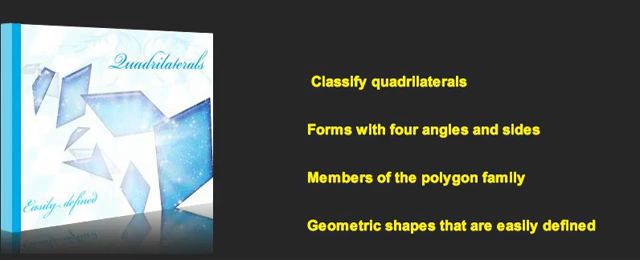 Quadrilaterals
Easily-defined
Classify quadrilaterals
Forms with four angles and sides
Members of the polygon family
Geometric shapes that are easily defined